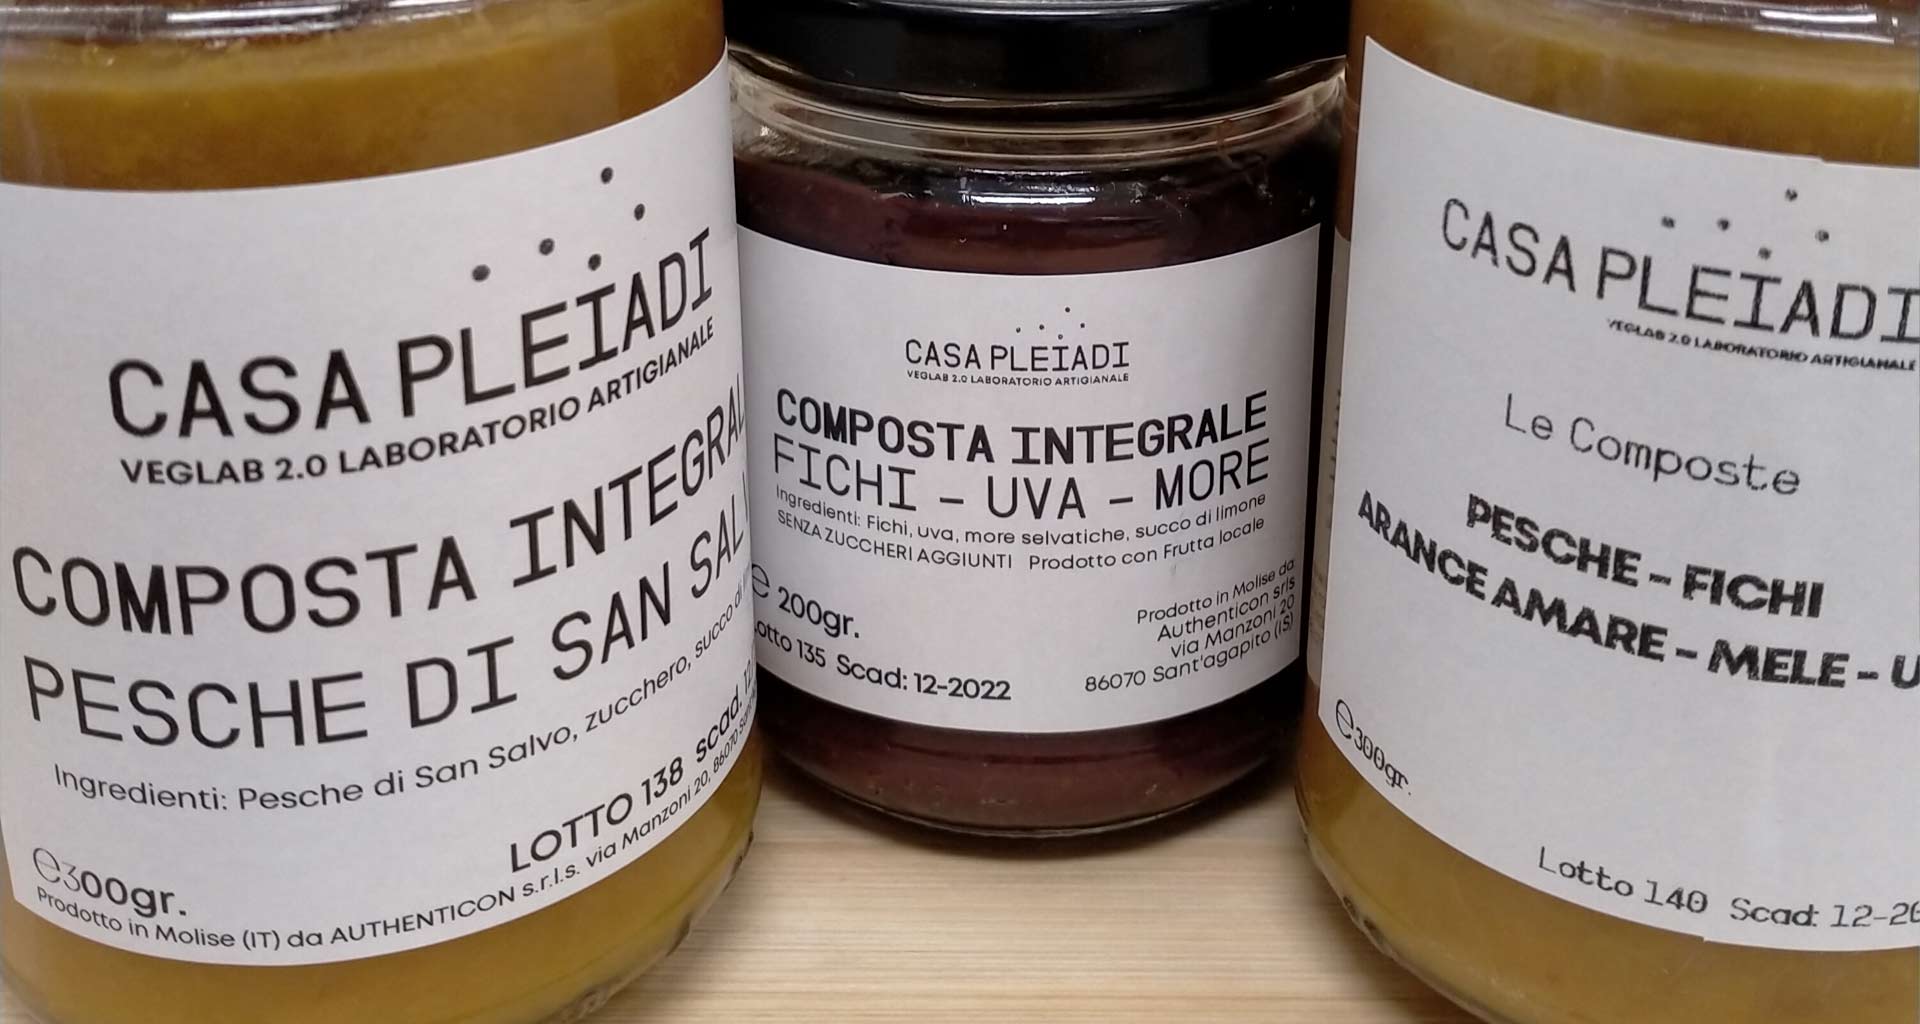 CASA PLEIADI
VEGLAB 2.0 LABORATORIO ARTIGIANALE
COMPOSTA INTEGRAL
PESCHE DI SAN SAL
Ingredienti: Pesche di San Salvo, zucchero, succo di
LOTTO 138 scad. 12
℮300gr.
Prodotto in Molise (IT) da AUTHENTICON s.r.l.s. via Manzoni 20, 86070
CASA PLEIADI
VEGLAB 2.0 LABORATORIO ARTIGIANALE
COMPOSTA INTEGRALE
FICHI – UVA – MORE
Ingredienti: Fichi, uva, more selvatiche, succo di limone
SENZA ZUCCHERI AGGIUNTI Prodotto con Frutta locale
℮ 200gr.
Lotto 135 Scad: 12-2022
Prodotto in Molise da
Authenticon srls
via Manzoni 20
86070 Sant'agapito (IS)
CASA PLEIADI
VEGLAB 2.0 LABORATORIO ARTIGIANALE
Le Composte
PESCHE – FICHI
ARANCE AMARE – MELE – U
℮300gr.
Lotto 140 Scad: 12-20